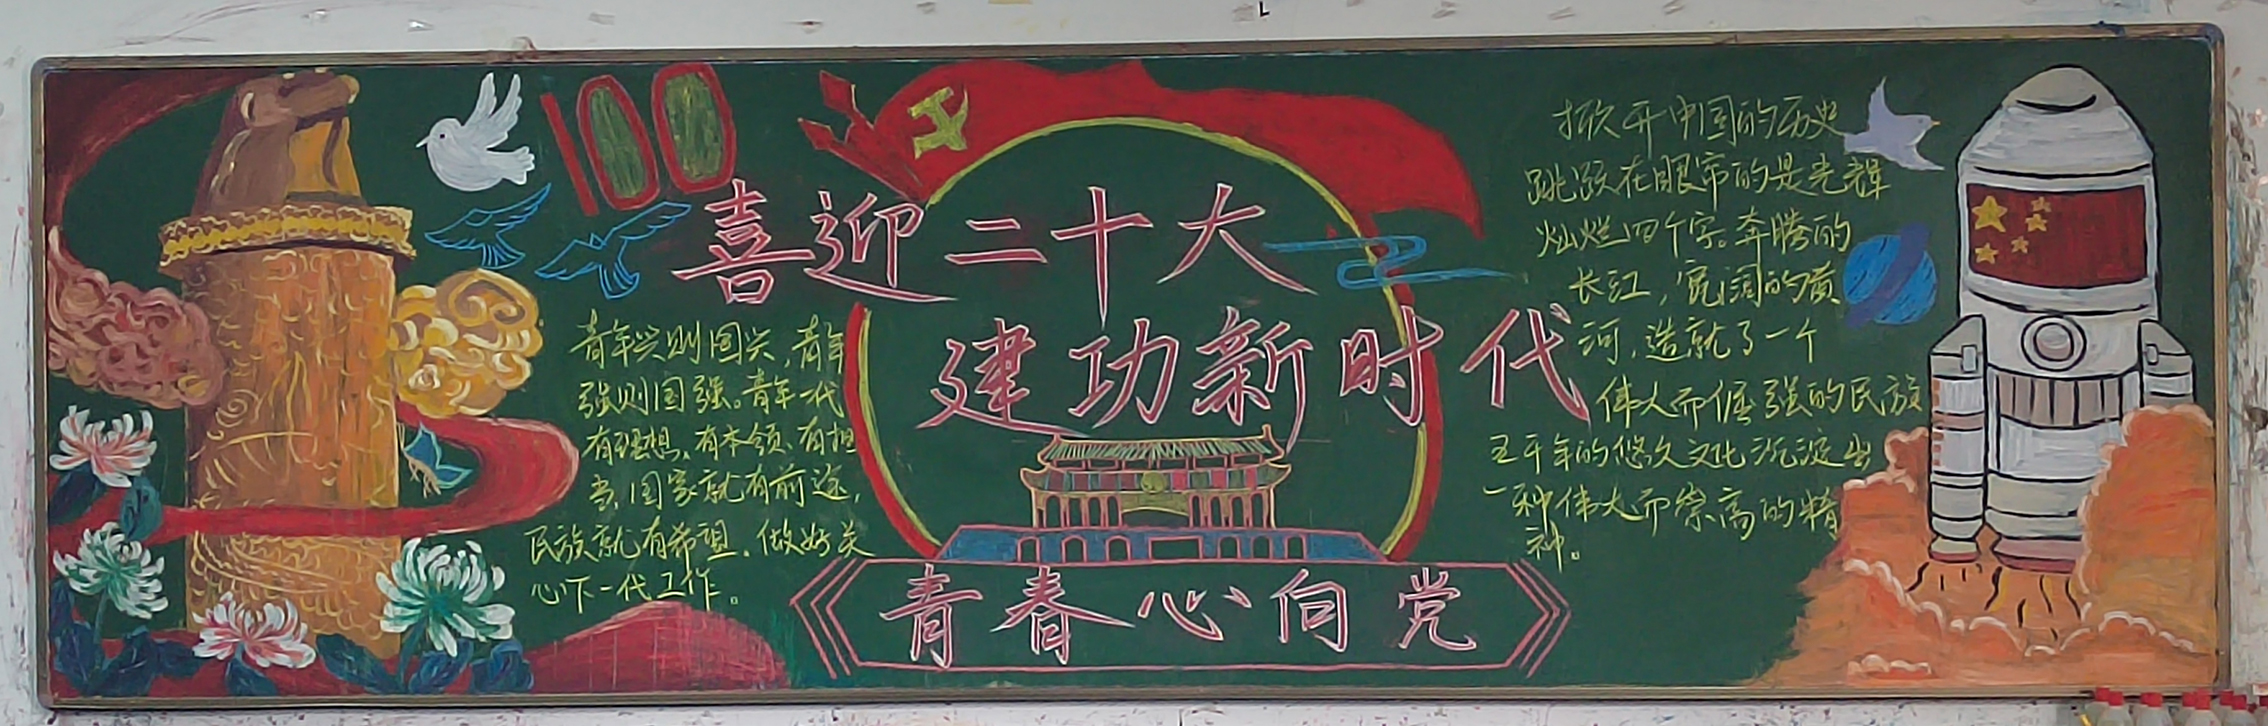 100
喜迎二十大
建功新时代
青年兴则国兴,青年
强则国强。青年一代
有理想、有本领、有担
当,国家就有前途,
民族就有希望。做好关
心下一代工作。
青春心向党
掀开中国的历史
跳跃在眼帘的是光辉
灿烂四个字。奔腾的
长江,宽阔的黄
河,造就了一个
伟大而倔强的民族
五千年的悠久文化沉淀出
一种伟大而崇高的精
神。